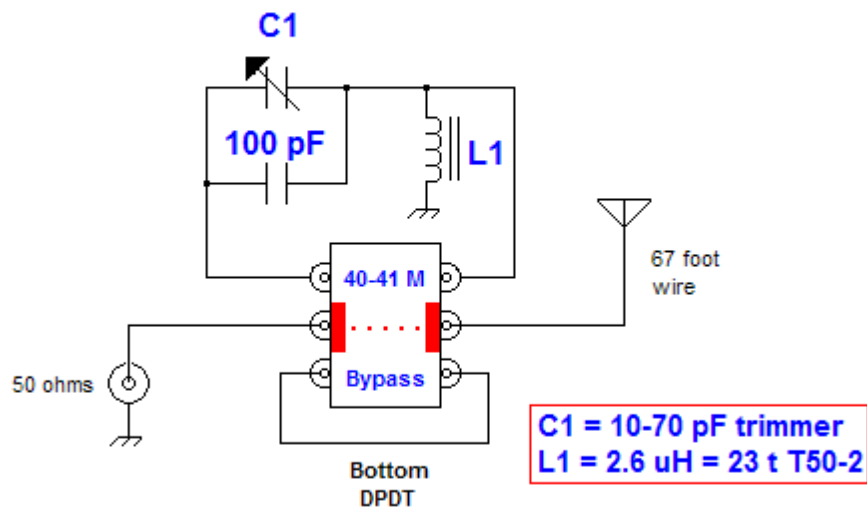 C1
100 pF
L1
40-41 M
67 foot
wire
50 ohms
Bypass
C1 = 10-70 pF trimmer
L1 = 2.6 uH = 23 t T50-2
Bottom
DPDT